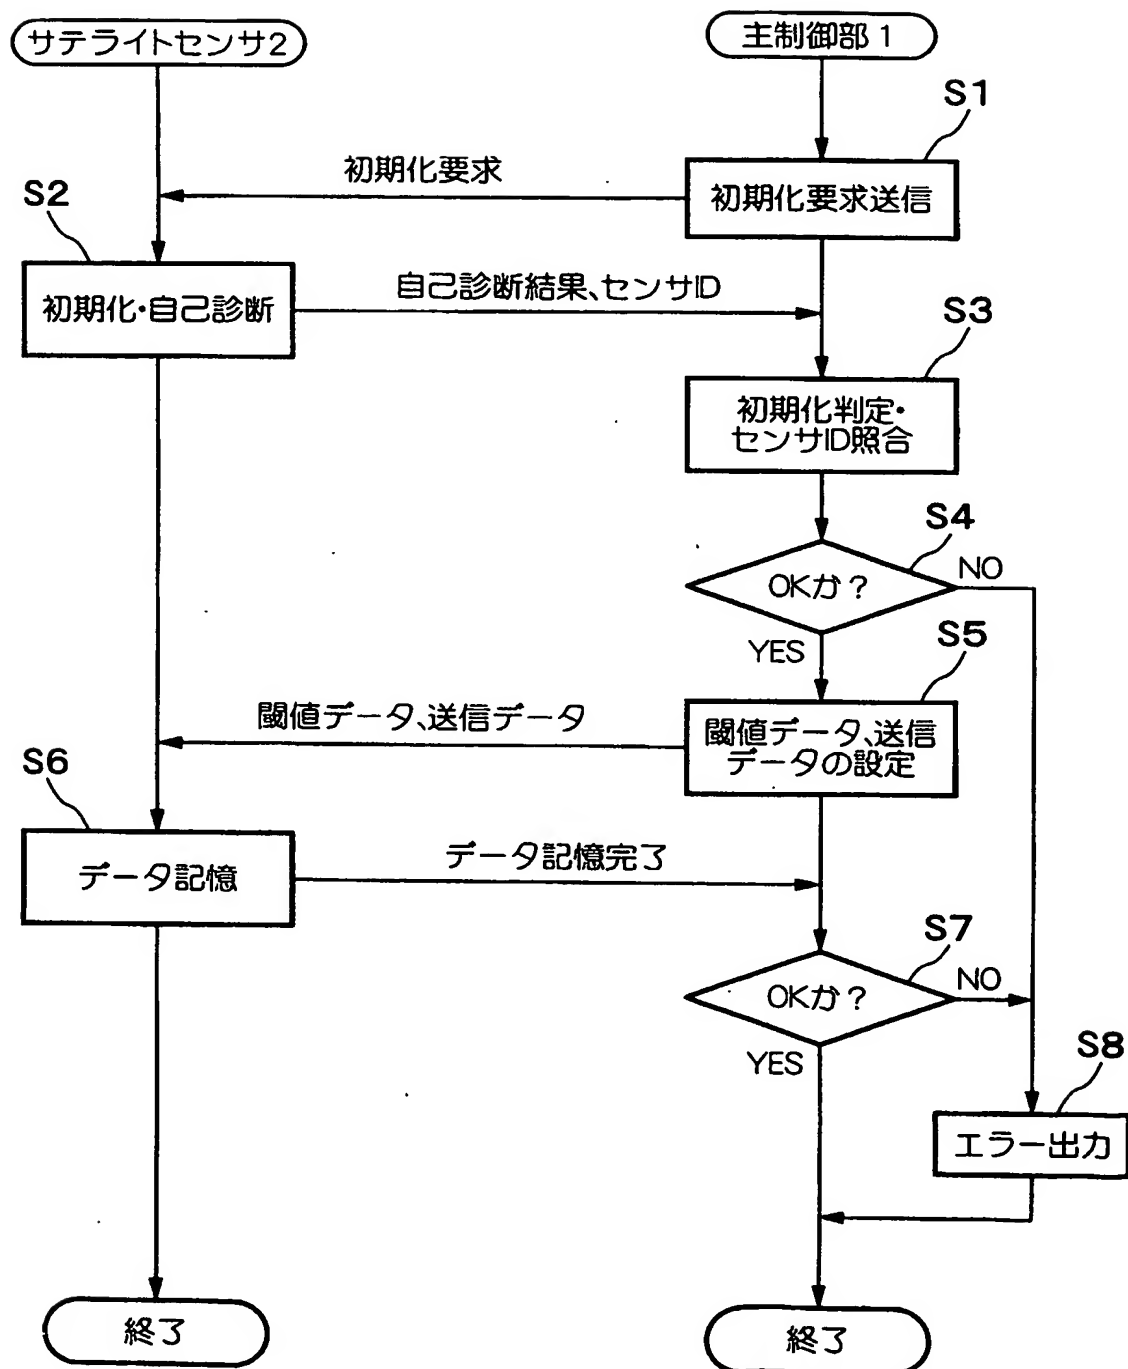 サテライトセンサ2
主制御部1
S1
初期化要求
初期化要求送信
S2
初期化・自己診断
自己診断結果、センサID
S3
初期化判定・
センサID照合
S4
OKか?
NO
YES
S5
閾値データ、送信データ
閾値データ、送信
データの設定
S6
データ記憶
データ記憶完了
S7
OKか?
NO
YES
S8
エラー出力
終了
終了